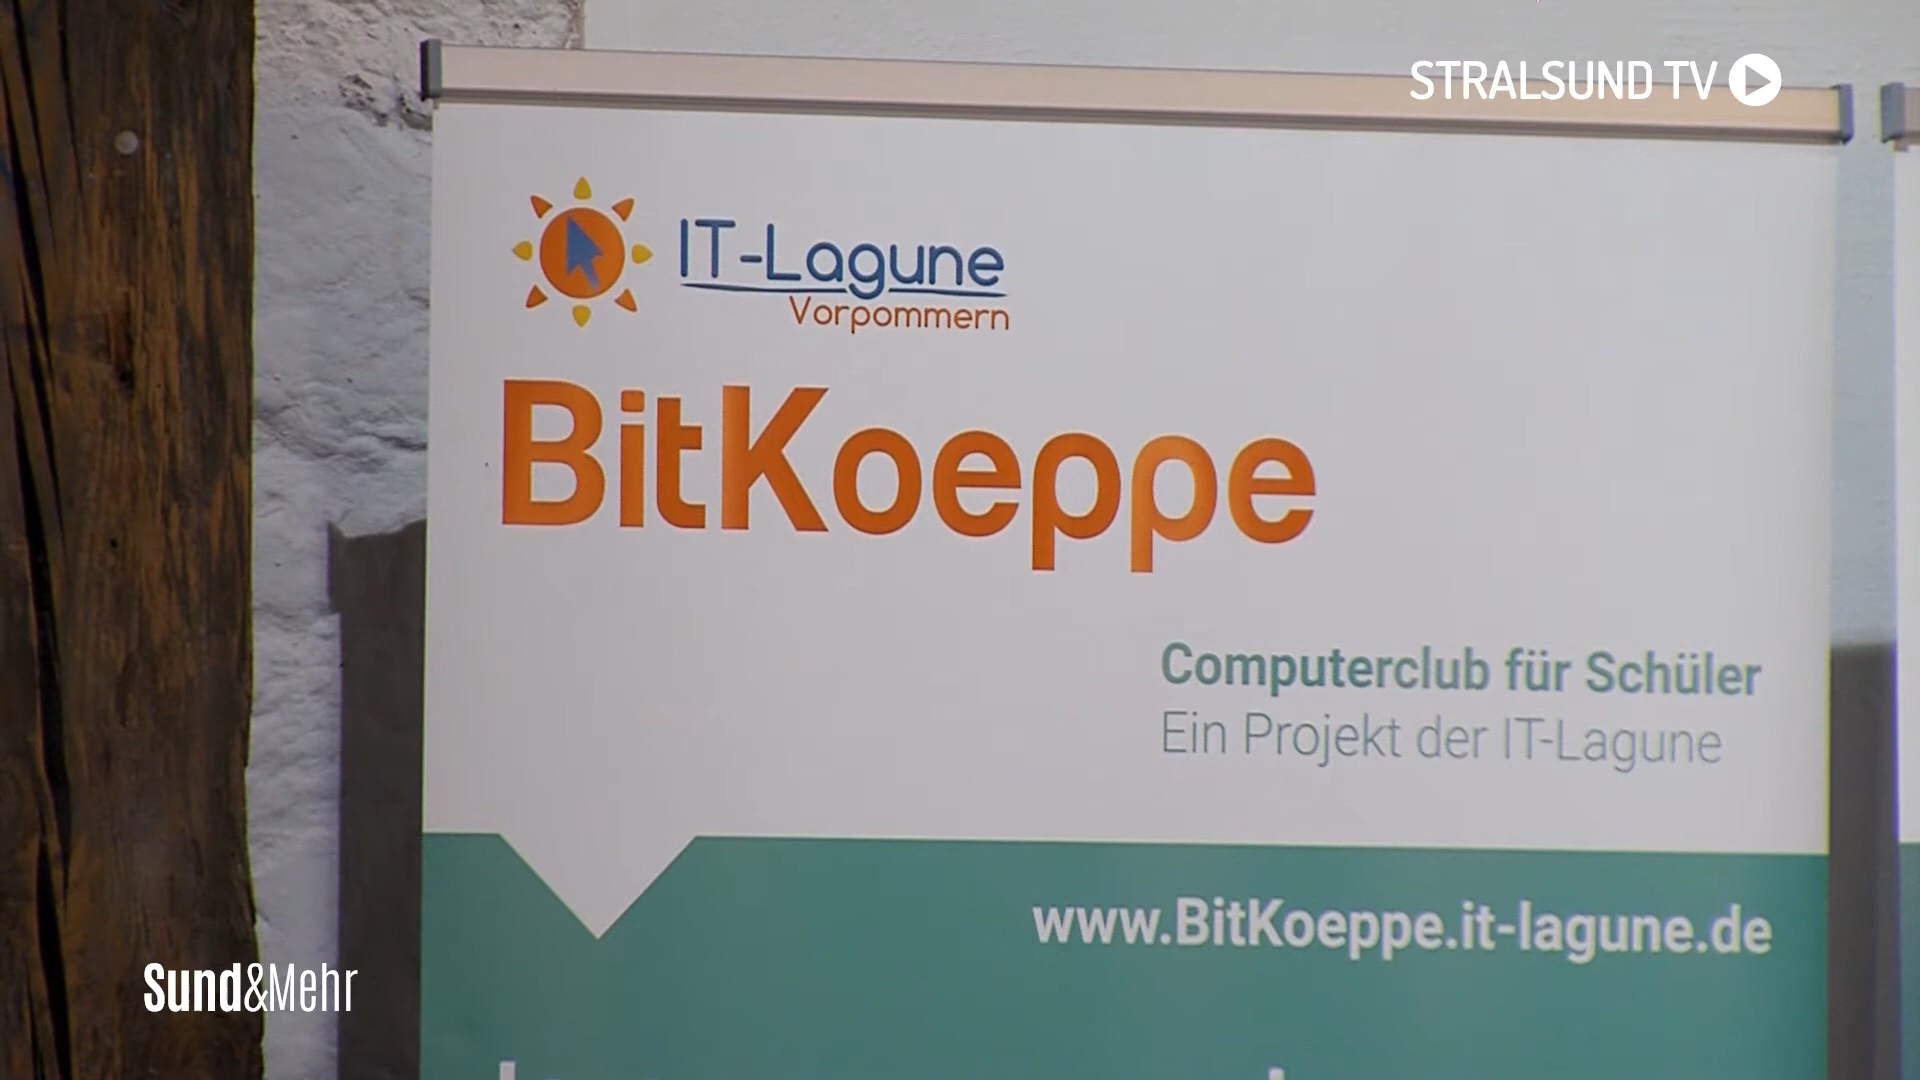 STRALSUND TV
IT-Lagune
Vorpommern
BitKoeppe
Computerclub für Schüler
Ein Projekt der IT-Lagune
www.BitKoeppe.it-lagune.de
Sund&Mehr